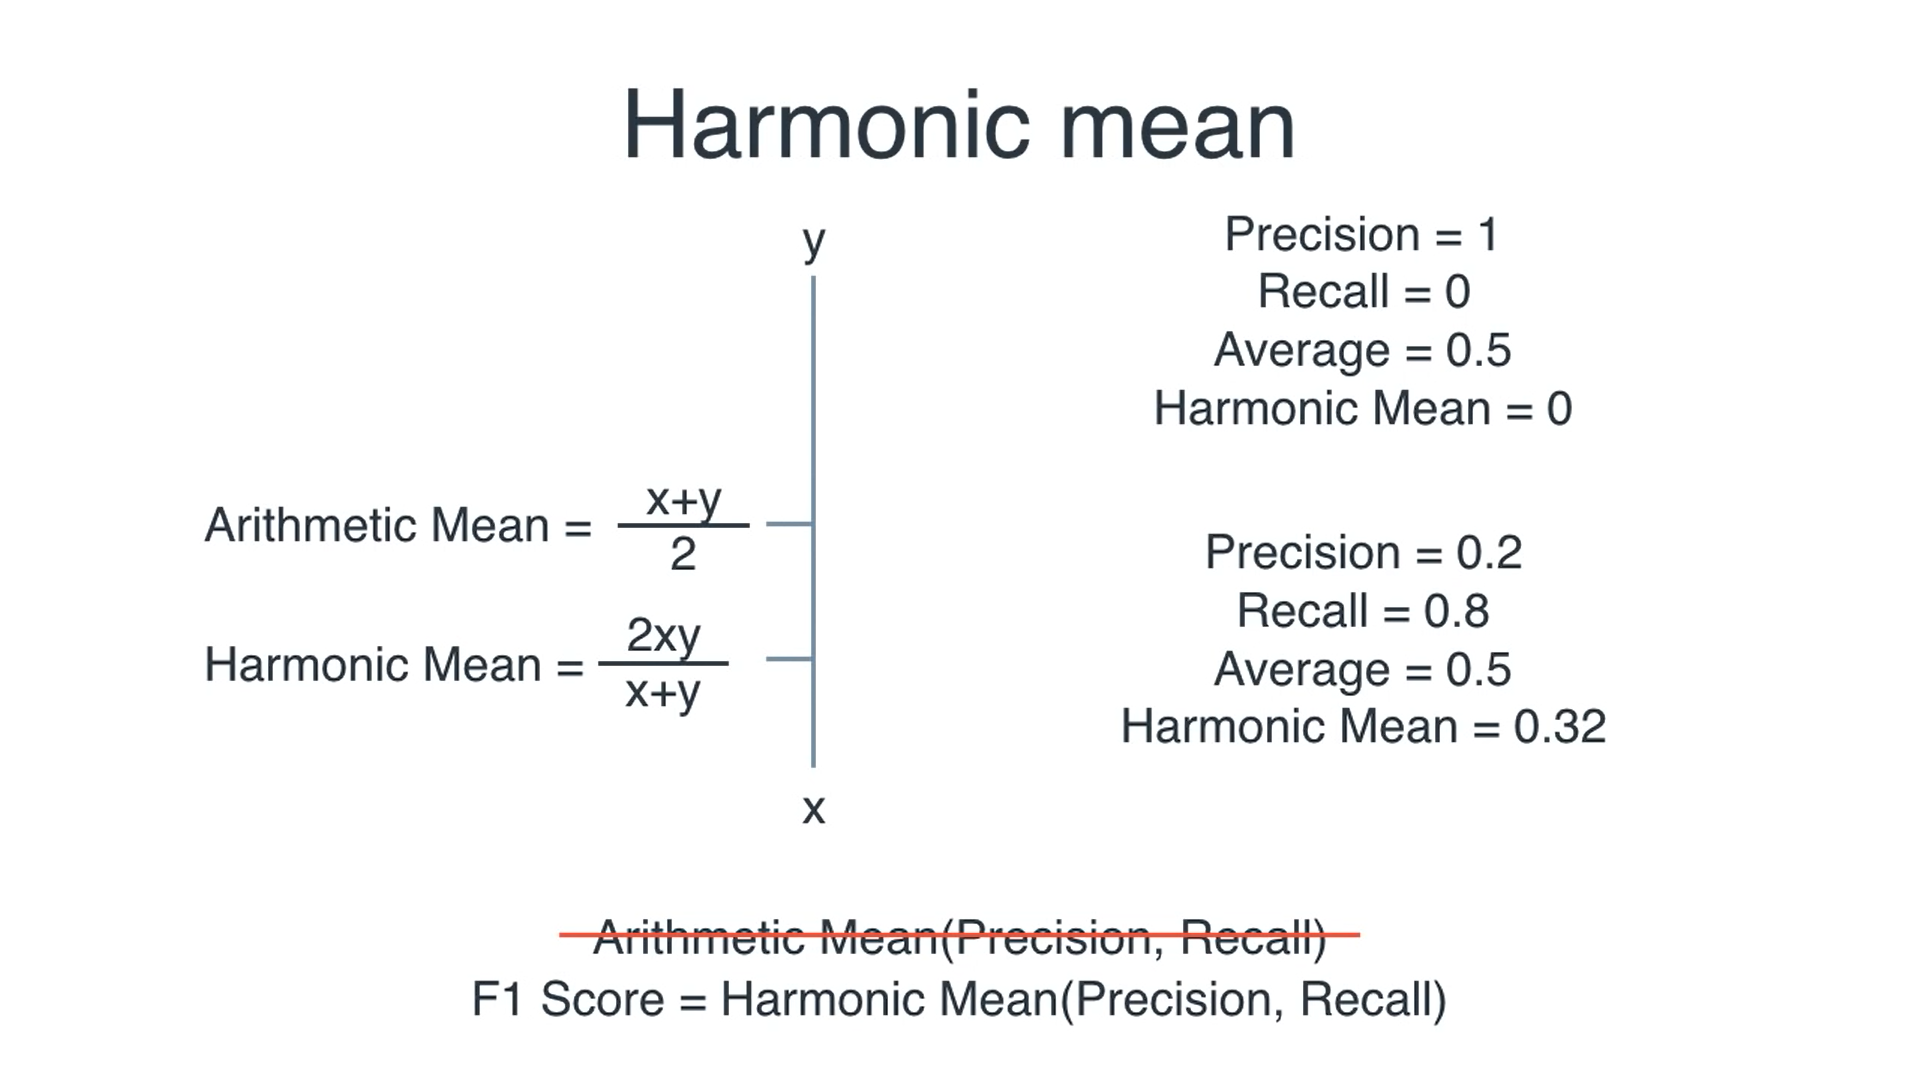 Harmonic mean
y
Arithmetic Mean = x+y
2
Harmonic Mean = 2xy
x+y
x
Precision = 1
Recall = 0
Average = 0.5
Harmonic Mean = 0
Precision = 0.2
Recall = 0.8
Average = 0.5
Harmonic Mean = 0.32
Arithmetic Mean(Precision, Recall)
F1 Score = Harmonic Mean(Precision, Recall)